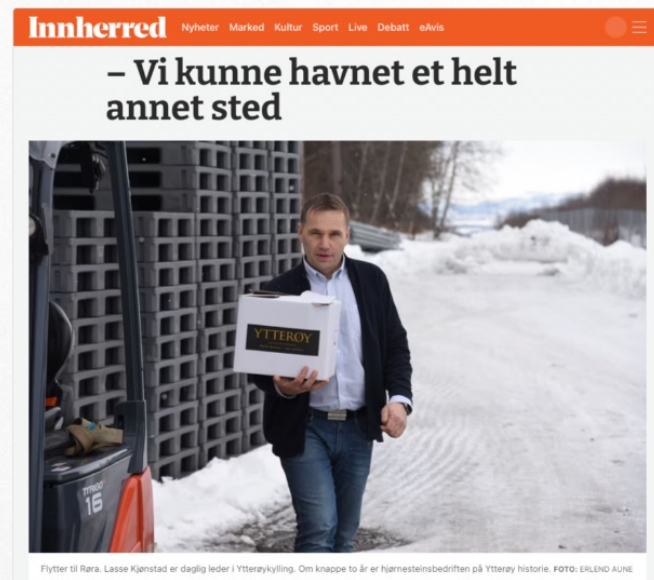 Innherred
Nyheter Marked Kultur Sport Live Debatt eAvis
– Vi kunne havnet et helt
annet sted
YTTERØY
16
Flytter til Røra. Lasse Kjønstad er daglig leder i Ytterøykylling. Om knappe to år er hjørnesteinsbedriften på Ytterøy historie. FOTO: ERLEND AUNE